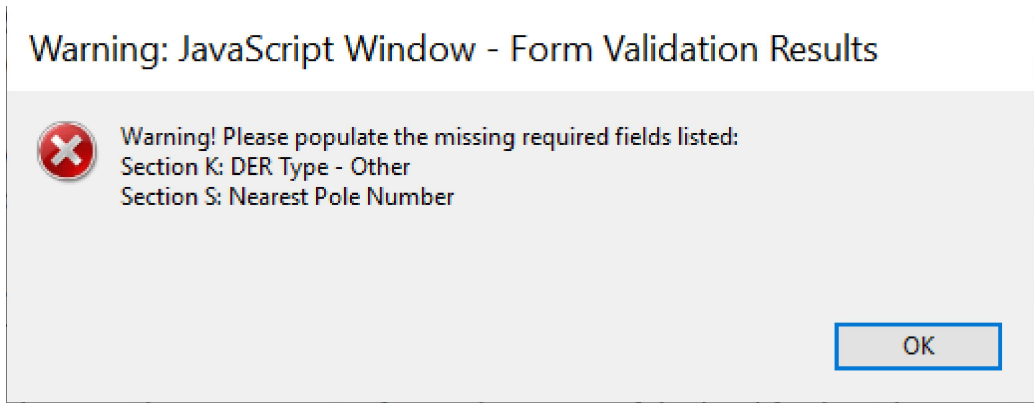 Warning: JavaScript Window - Form Validation Results
Warning! Please populate the missing required fields listed:
Section K: DER Type - Other
Section S: Nearest Pole Number
OK